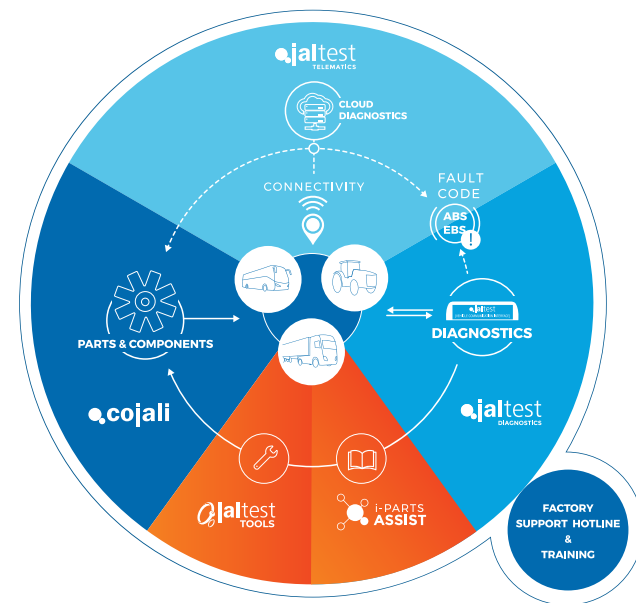 jaltest
TELEMATICS
CLOUD
DIAGNOSTICS
CONNECTIVITY
FAULT
CODE
ABS
EBS
!
PARTS & COMPONENTS
jaltest
DIAGNOSTICS
cojali
jaltest
DIAGNOSTICS
jaltest
TOOLS
i-PARTS
ASSIST
FACTORY
SUPPORT HOTLINE
&
TRAINING